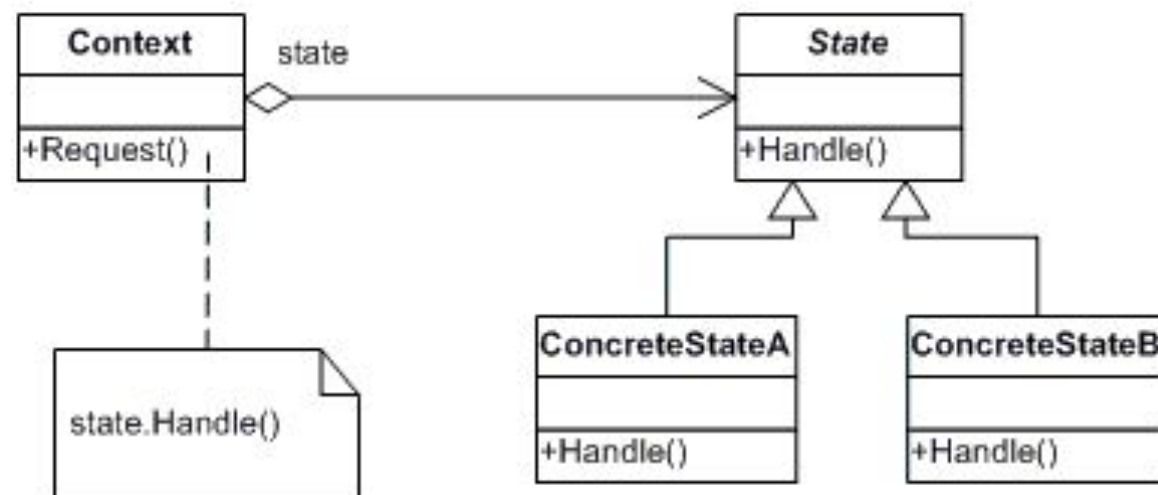 Context
state
State
+Request()
+Handle()
state.Handle()
ConcreteStateA
+Handle()
ConcreteStateB
+Handle()